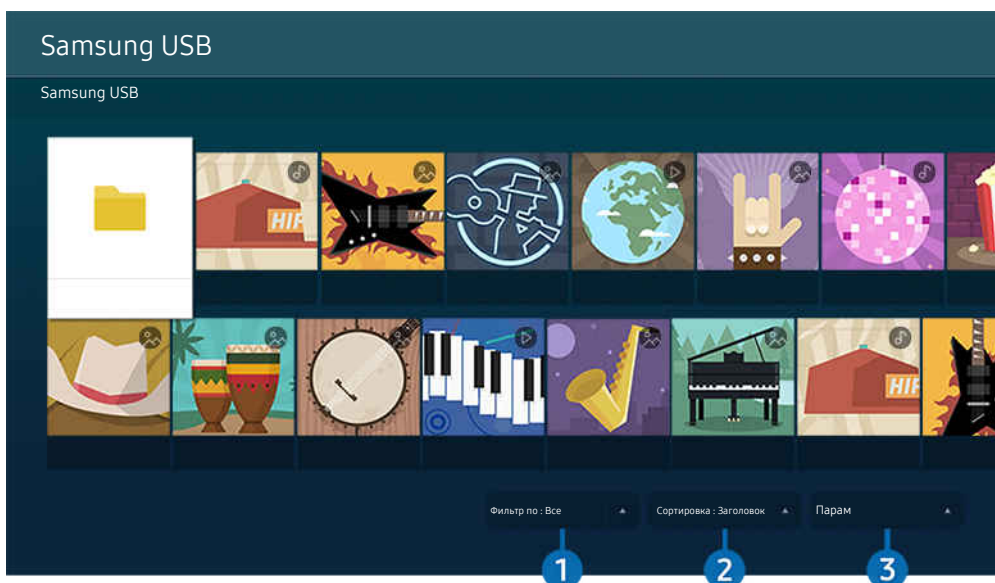 Samsung USB
Samsung USB
HIP
HIP
Фильтр по : Все
Сортировка : Заголовок
Парам
1
2
3